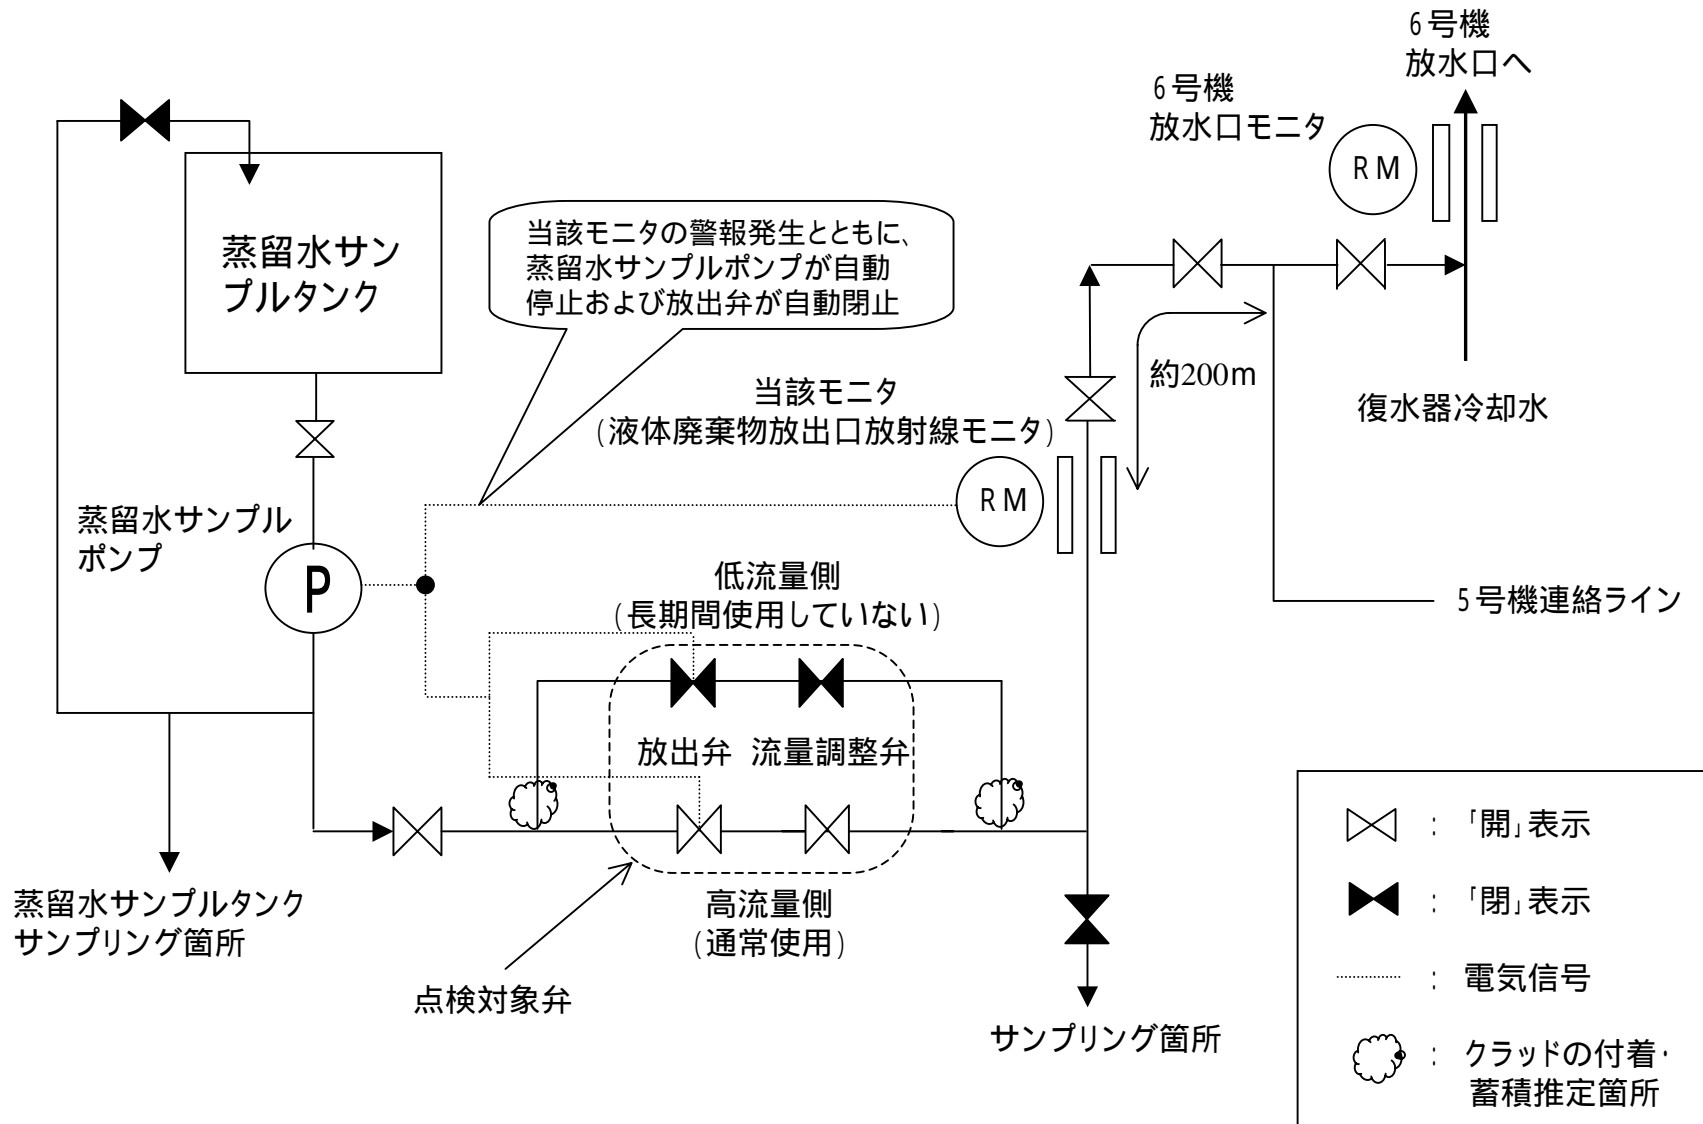 6号機
放水口へ
6号機
放水口モニタ
RM
蒸留水サン
プルタンク
当該モニタの警報発生とともに、
蒸留水サンプルポンプが自動
停止および放出弁が自動閉止
約200m
当該モニタ
(液体廃棄物放出口放射線モニタ)
復水器冷却水
RM
蒸留水サンプル
ポンプ
P
低流量側
(長期間使用していない)
5号機連絡ライン
放出弁 流量調整弁
蒸留水サンプルタンク
サンプリング箇所
高流量側
(通常使用)
点検対象弁
サンプリング箇所
:「開」表示
:「閉」表示
:電気信号
:クラッドの付着・
蓄積推定箇所